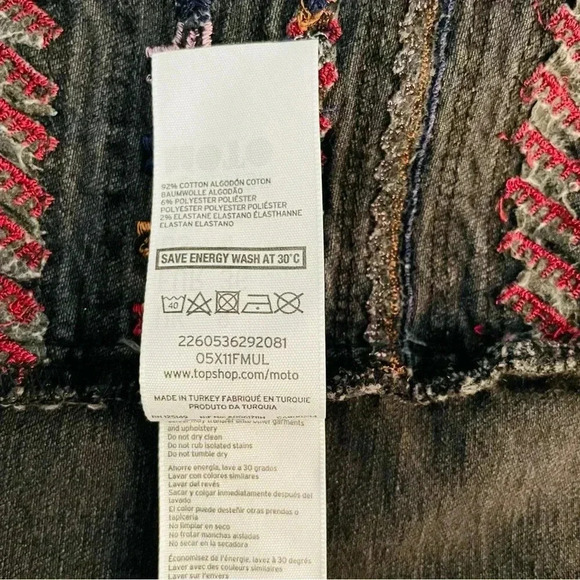 92% COTTON ALGODÓN COTON
BAUMWOLLE ALGODÃO
6% POLYESTER POLIÉSTER
POLYESTER POLYESTER POLIÉSTER
2% ELASTANE ELASTANO ÉLASTHANNE
ELASTAN ELASTANO
SAVE ENERGY WASH AT 30°C
40
2260536292081
05X11FMUL
www.topshop.com/moto
MADE IN TURKEY FABRIQUÉ EN TURQUIE
PRODUTO DA TURQUIA
and upholstery
Do not dry clean
Do not rub isolated stains
Do not tumble dry
Ahorre energía, lave a 30 grados
Lavar con colores similares
Lavar del revés
Sacar y colgar inmediatamente después del
lavado
El color puede desteñir otras prendas o
tapicería
No limpiar en seco
No frotar manchas aisladas
No secar en la secadora
Économisez de l'énergie, lavez à 30 degrés
Laver avec des couleurs similaires
Laver sur l'envers